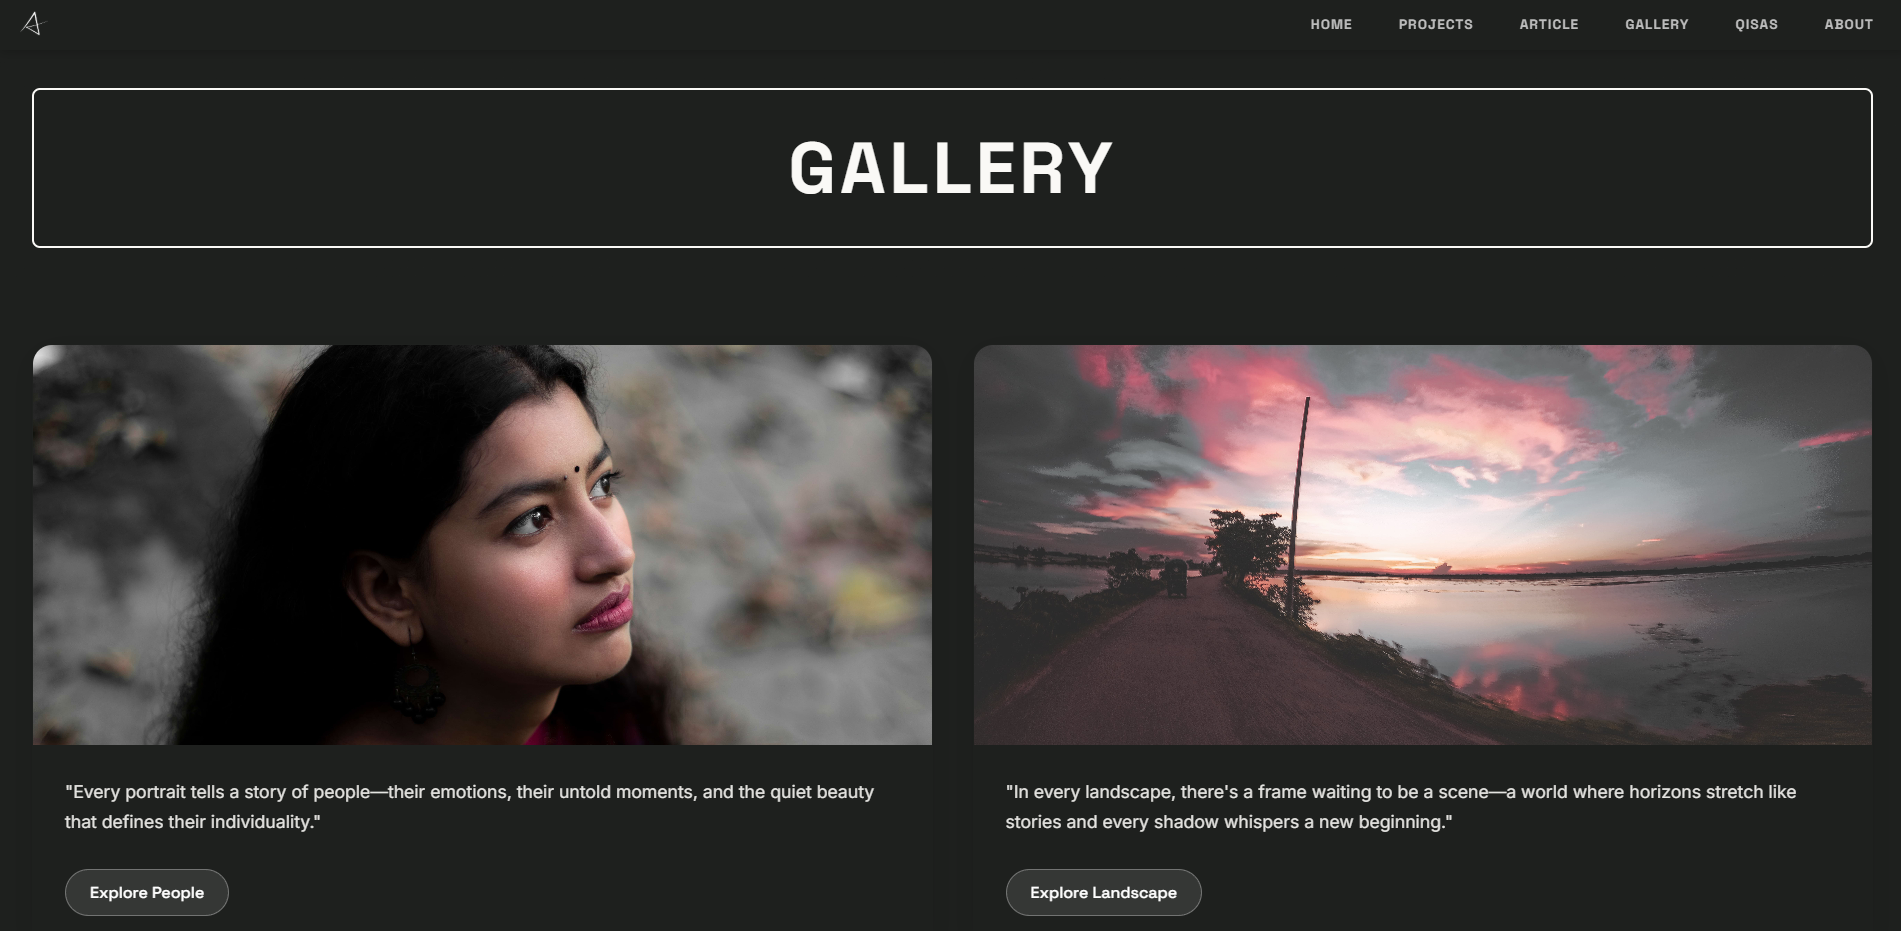 HOME
PROJECTS
ARTICLE
GALLERY
QISAS
ABOUT
GALLERY
"Every portrait tells a story of people—their emotions, their untold moments, and the quiet beauty
that defines their individuality."
Explore People
"In every landscape, there's a frame waiting to be a scene—a world where horizons stretch like
stories and every shadow whispers a new beginning."
Explore Landscape